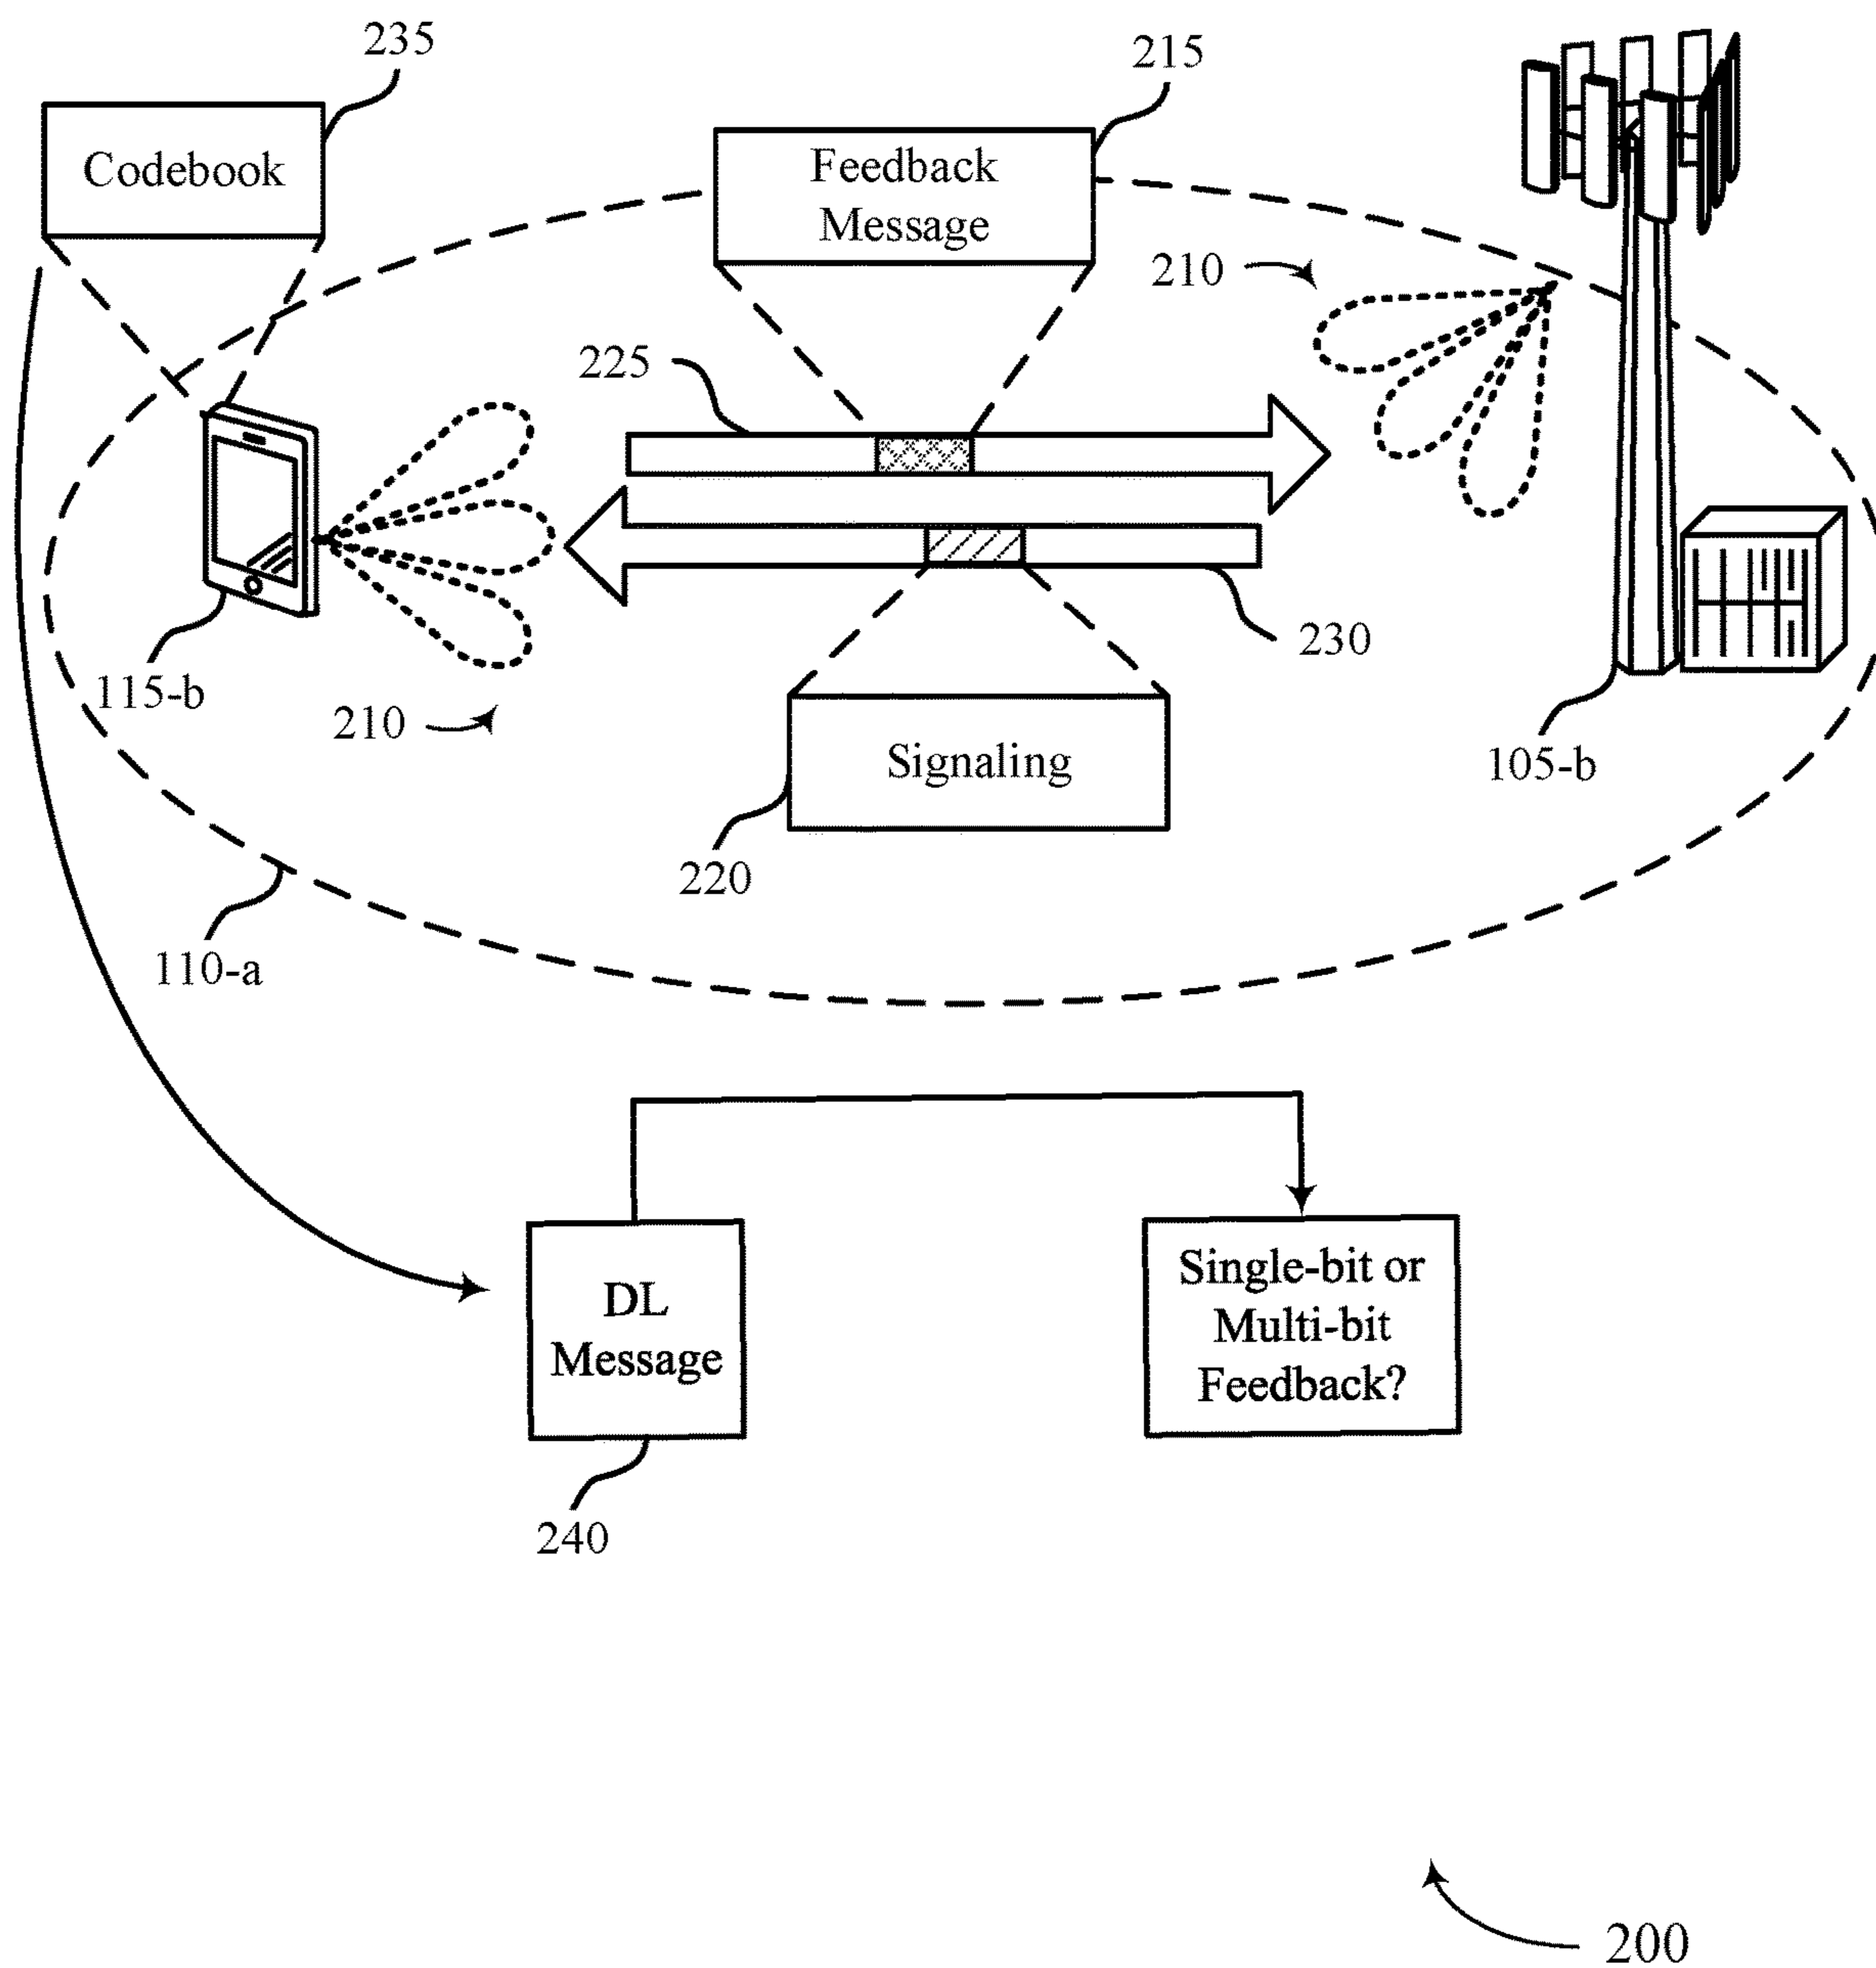 235
215
Codebook
Feedback
Message
210
225
230
115-b
210
Signaling
105-b
220
110-a
DL
Message
Single-bit or
Multi-bit
Feedback?
240
200